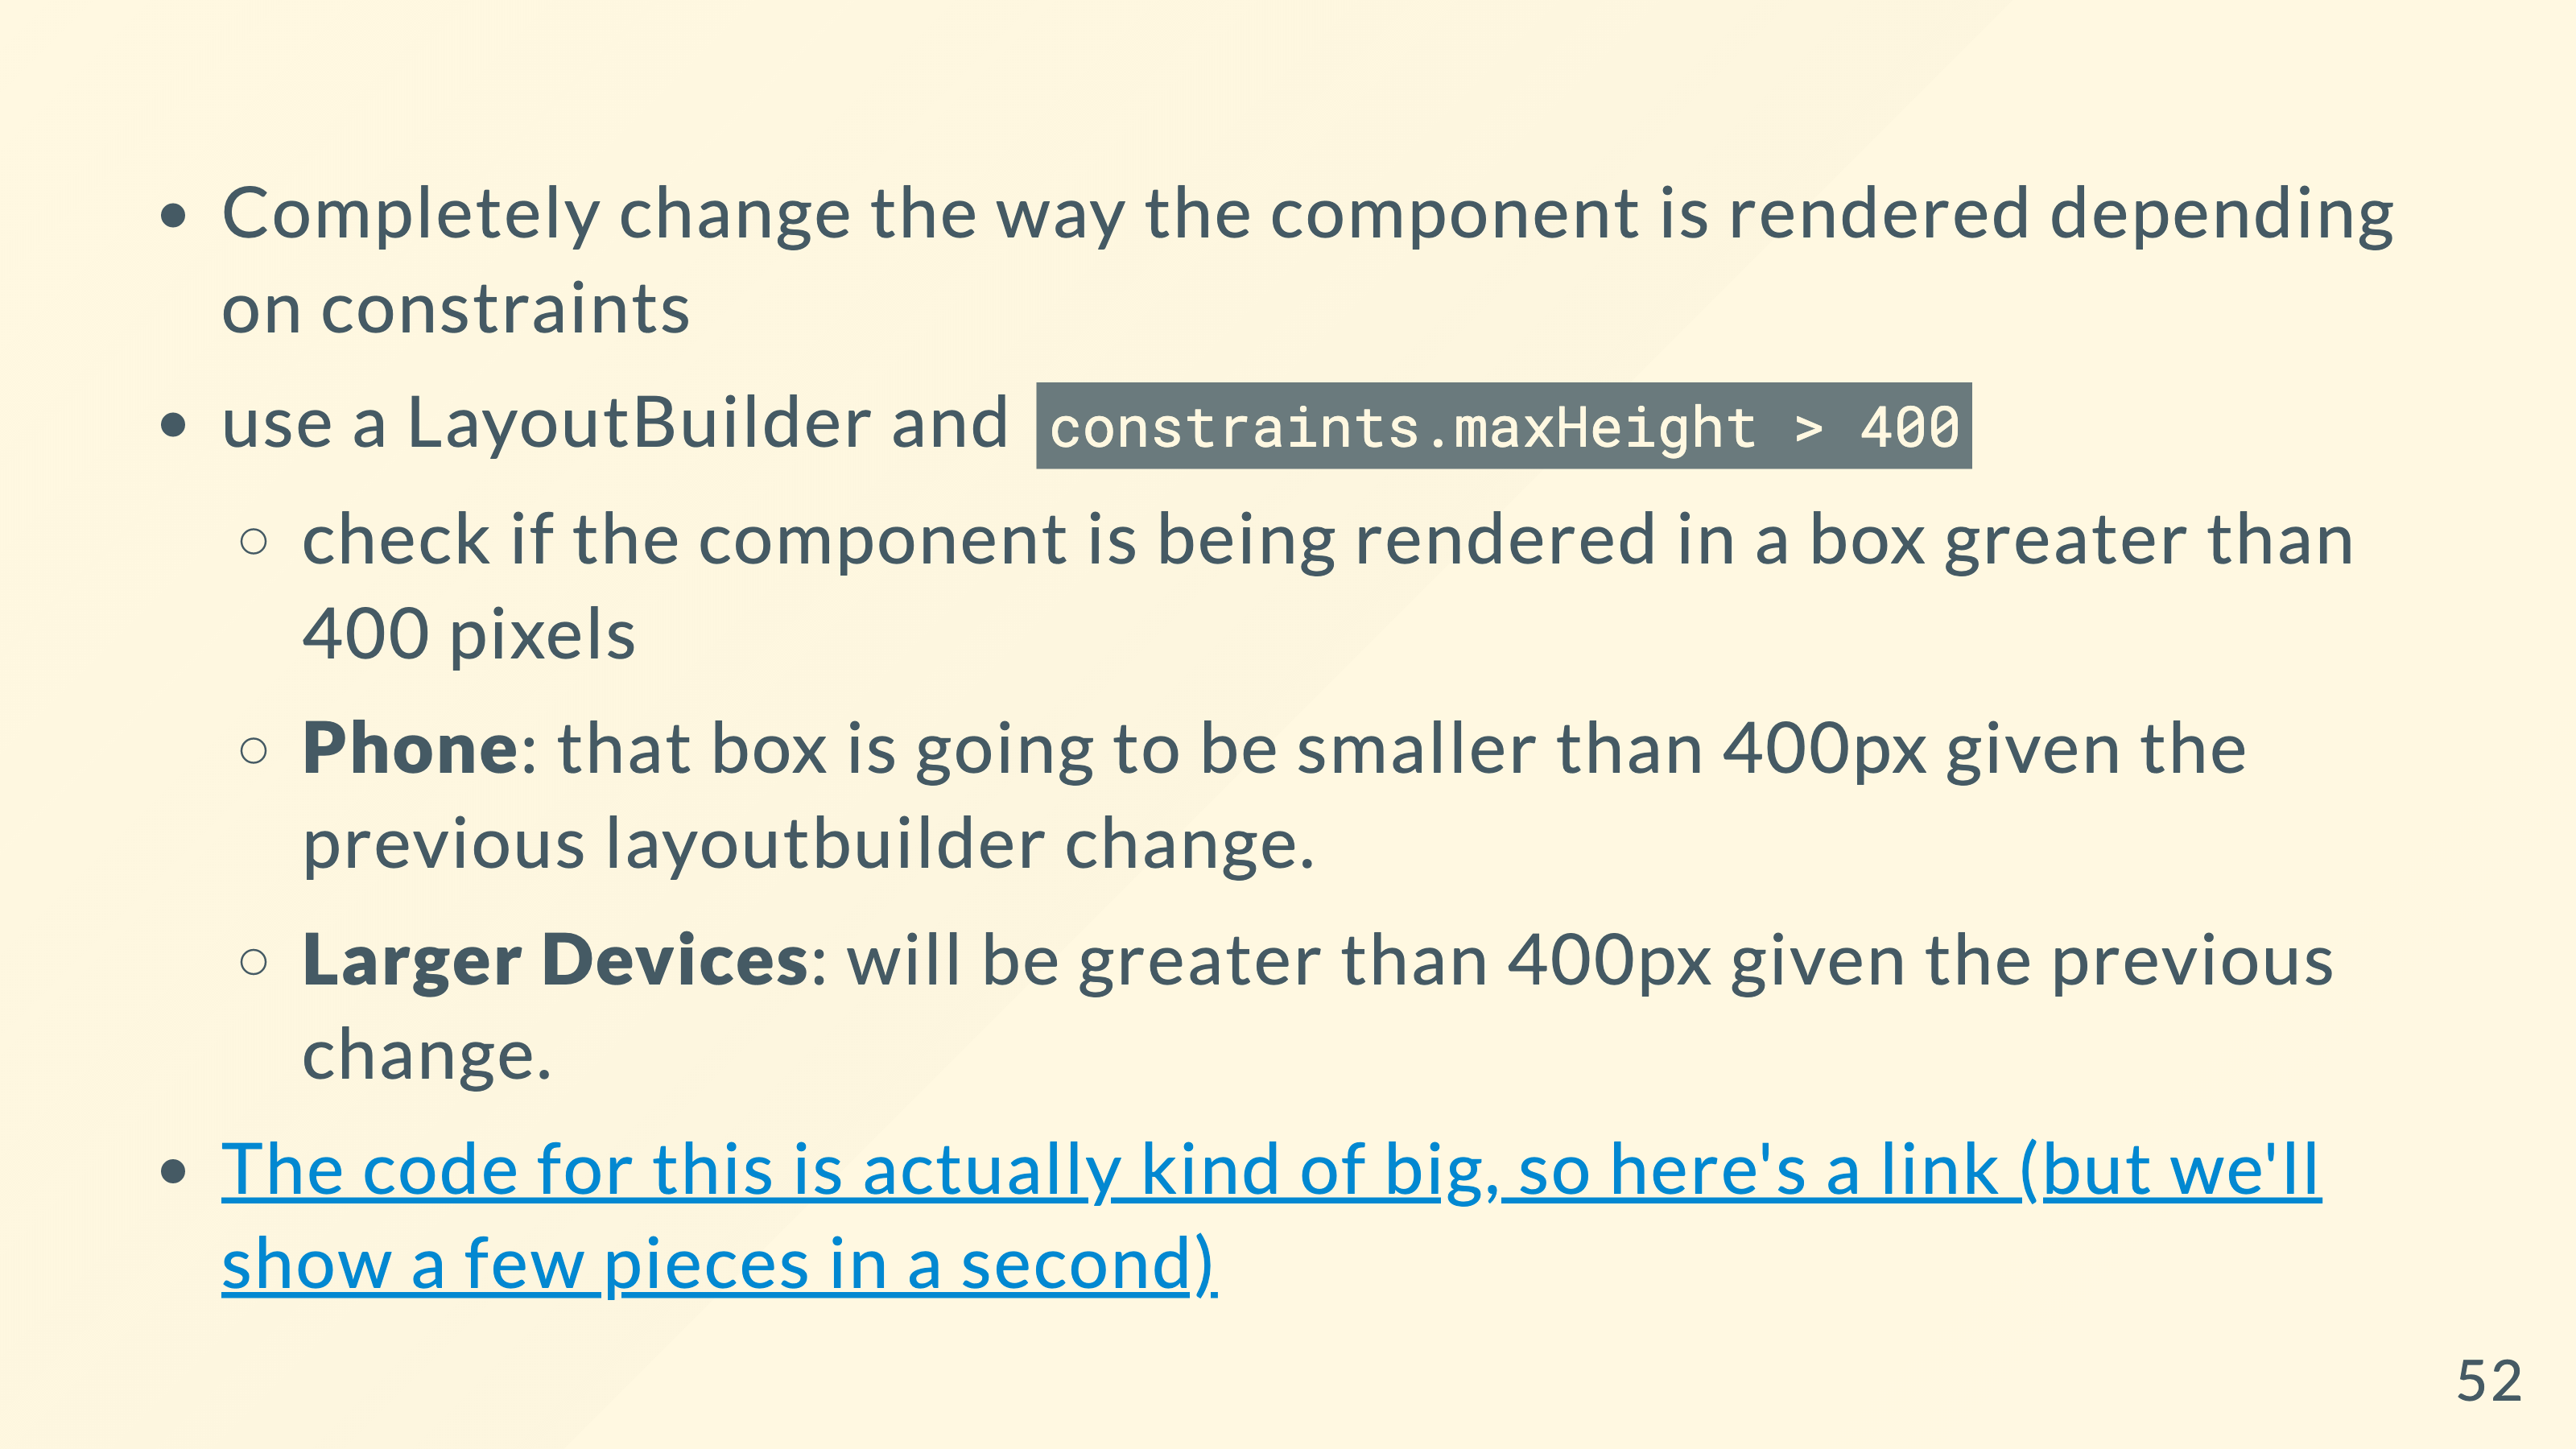 • Completely change the way the component is rendered depending
on constraints
• use a LayoutBuilder and constraints.maxHeight > 400
○ check if the component is being rendered in a box greater than
400 pixels
○ Phone: that box is going to be smaller than 400px given the
previous layoutbuilder change.
○ Larger Devices: will be greater than 400px given the previous
change.
• The code for this is actually kind of big, so here's a link (but we'll
show a few pieces in a second)
52